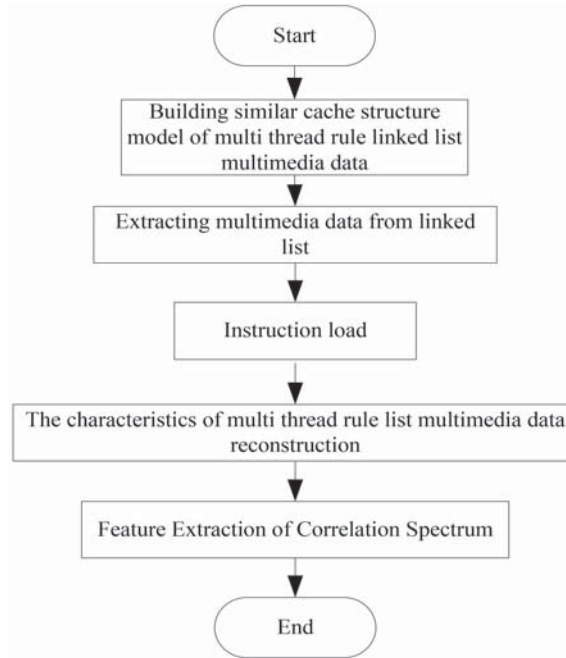 Start
Building similar cache structure
model of multi thread rule linked list
multimedia data
Extracting multimedia data from linked
list
Instruction load
The characteristics of multi thread rule list multimedia data
reconstruction
Feature Extraction of Correlation Spectrum
End